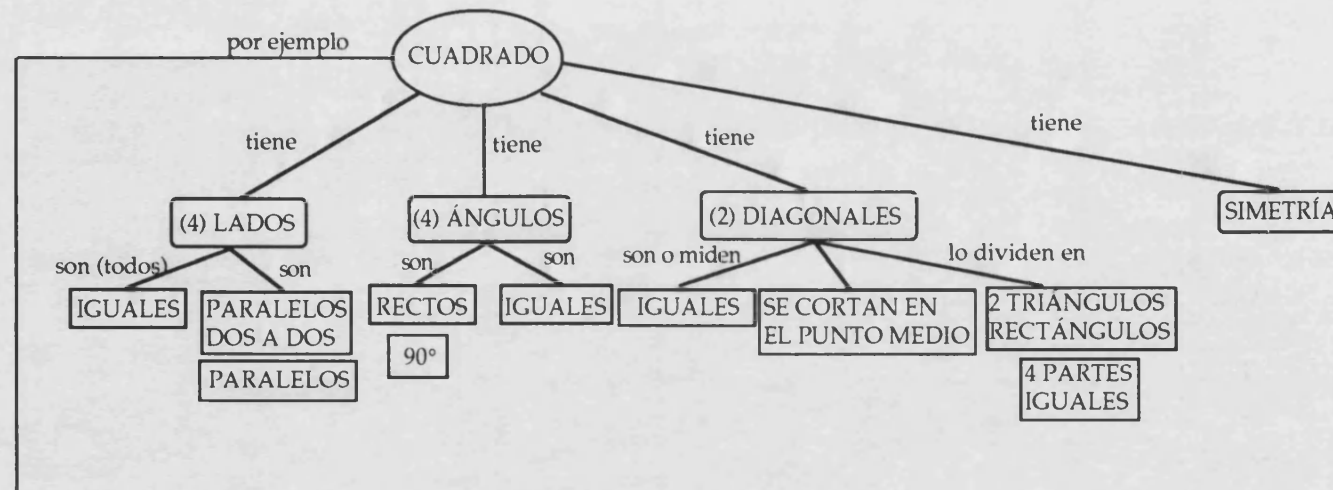 por ejemplo
CUADRADO
tiene
tiene
tiene
tiene
(4) LADOS
(4) ÁNGULOS
(2) DIAGONALES
SIMETRÍA
son (todos)
son
son
son
son o miden
lo dividen en
IGUALES
PARALELOS
DOS A DOS
PARALELOS
RECTOS
90°
IGUALES
IGUALES
SE CORTAN EN
EL PUNTO MEDIO
2 TRIÁNGULOS
RECTÁNGULOS
4 PARTES
IGUALES